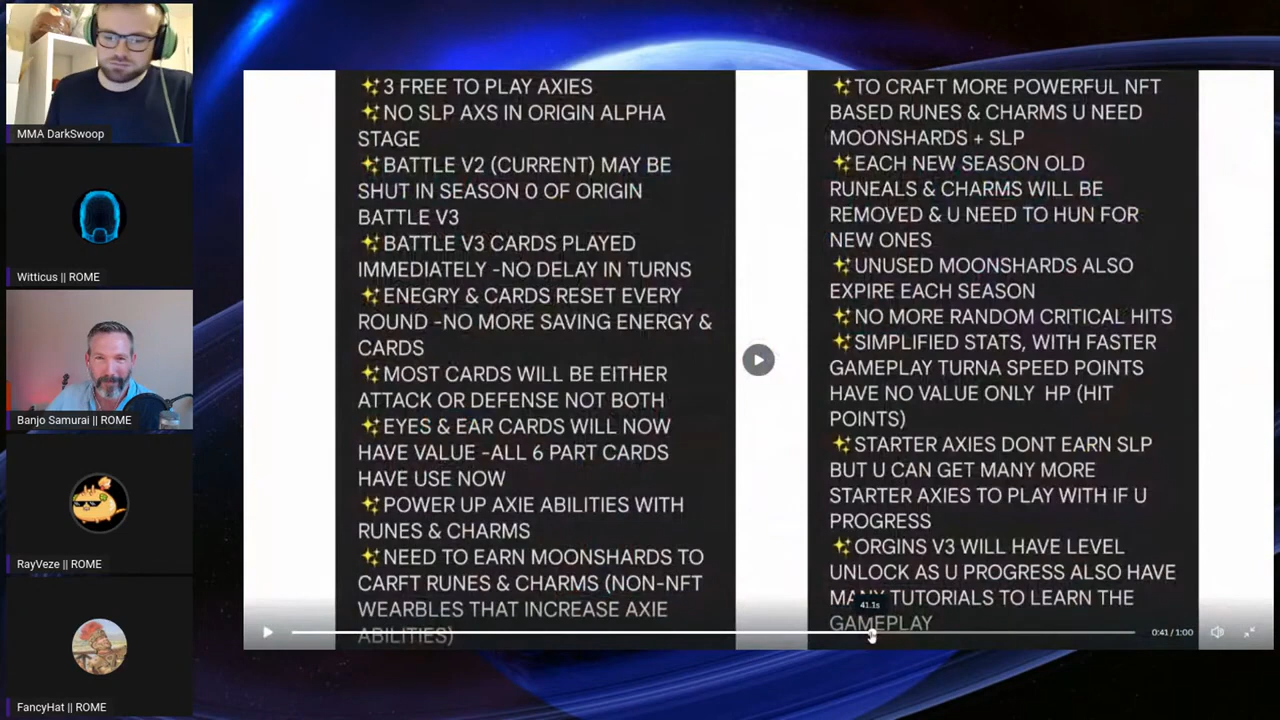 MMA DarkSwoop
Witticus || ROME
Banjo Samurai || ROME
RayVeze || ROME
FancyHat || ROME
✨3 FREE TO PLAY AXIES
✨NO SLP AXS IN ORIGIN ALPHA
STAGE
✨BATTLE V2 (CURRENT) MAY BE
SHUT IN SEASON 0 OF ORIGIN
BATTLE V3
✨BATTLE V3 CARDS PLAYED
IMMEDIATELY -NO DELAY IN TURNS
✨ENEGRY & CARDS RESET EVERY
ROUND -NO MORE SAVING ENERGY &
CARDS
✨MOST CARDS WILL BE EITHER
ATTACK OR DEFENSE NOT BOTH
✨EYES & EAR CARDS WILL NOW
HAVE VALUE -ALL 6 PART CARDS
HAVE USE NOW
✨POWER UP AXIE ABILITIES WITH
RUNES & CHARMS
✨NEED TO EARN MOONSHARDS TO
CARFT RUNES & CHARMS (NON-NFT
WEARBLES THAT INCREASE AXIE
ABILITIES)
✨TO CRAFT MORE POWERFUL NFT
BASED RUNES & CHARMS U NEED
MOONSHARDS + SLP
✨EACH NEW SEASON OLD
RUNEALS & CHARMS WILL BE
REMOVED & U NEED TO HUN FOR
NEW ONES
✨UNUSED MOONSHARDS ALSO
EXPIRE EACH SEASON
✨NO MORE RANDOM CRITICAL HITS
✨SIMPLIFIED STATS, WITH FASTER
GAMEPLAY TURNA SPEED POINTS
HAVE NO VALUE ONLY HP (HIT
POINTS)
✨STARTER AXIES DONT EARN SLP
BUT U CAN GET MANY MORE
STARTER AXIES TO PLAY WITH IF U
PROGRESS
✨ORGINS V3 WILL HAVE LEVEL
UNLOCK AS U PROGRESS ALSO HAVE
MANY TUTORIALS TO LEARN THE
GAMEPLAY
41.1s
0:41 / 1:00